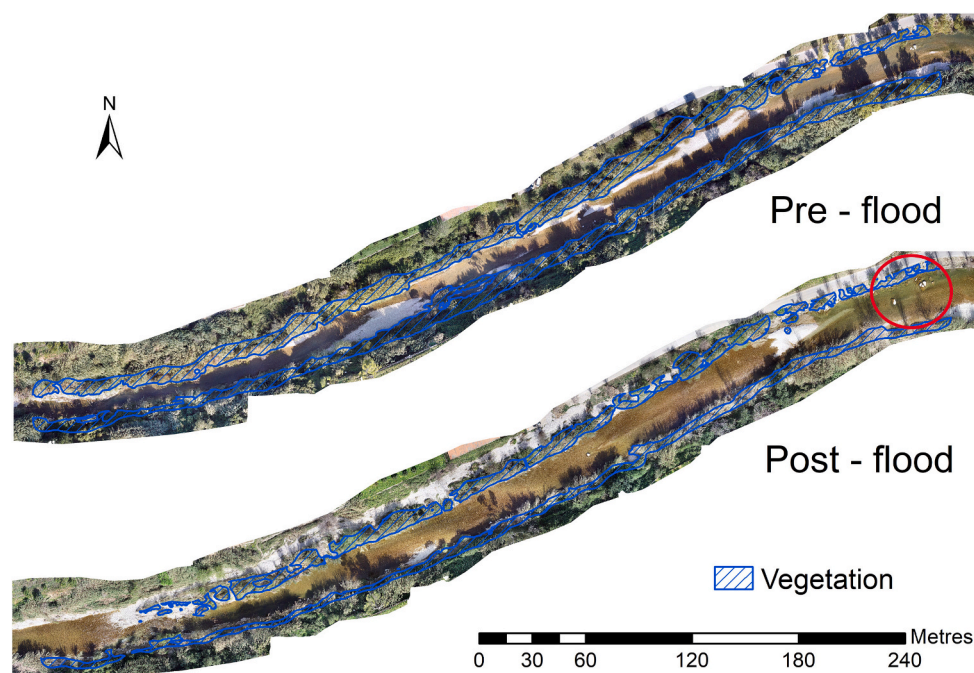 N
Pre - flood
Post - flood
Vegetation
Metres
0 30 60 120 180 240